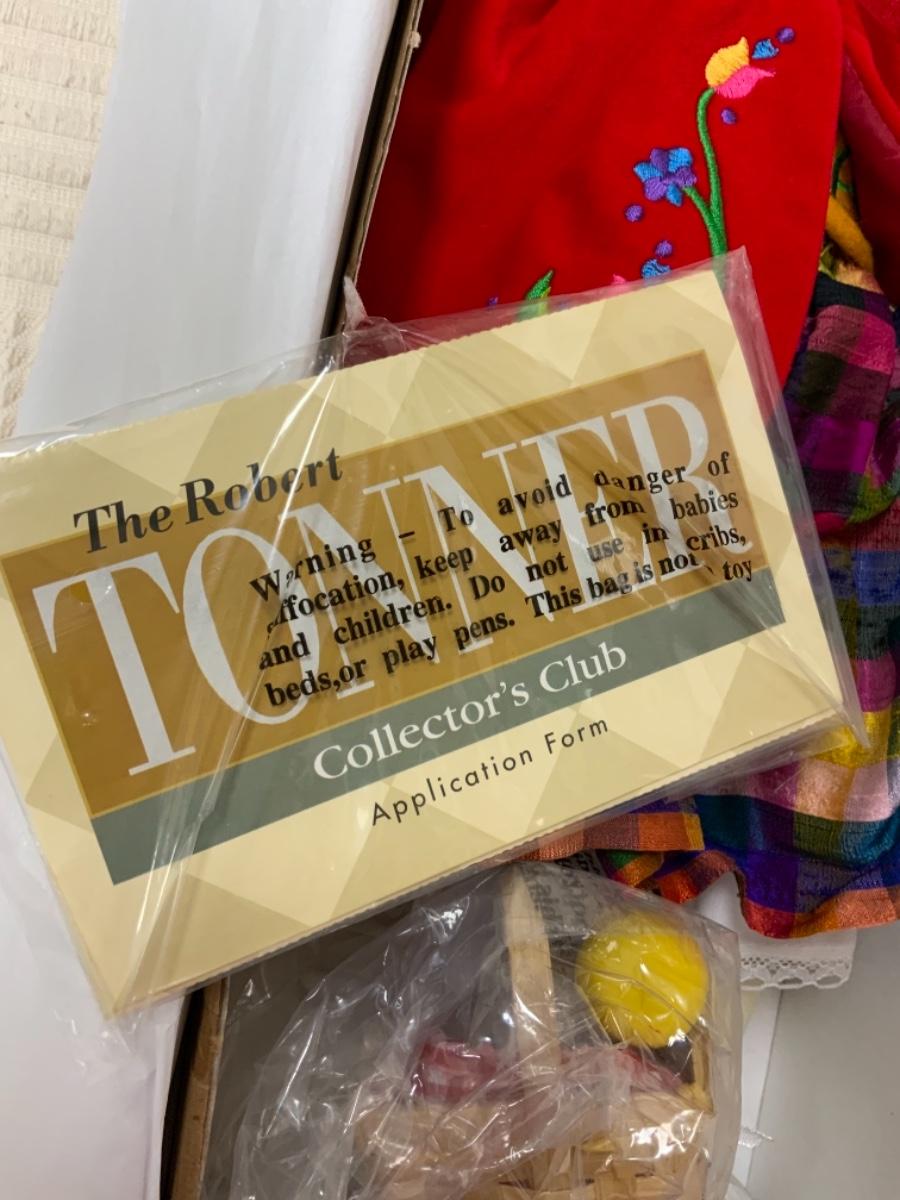 The Robert
TONNER
Warning – To avoid danger of
affocation, keep away from babies
and children. Do not use in cribs,
beds,or play pens. This bag is not toy
Collector's Club
Application Form